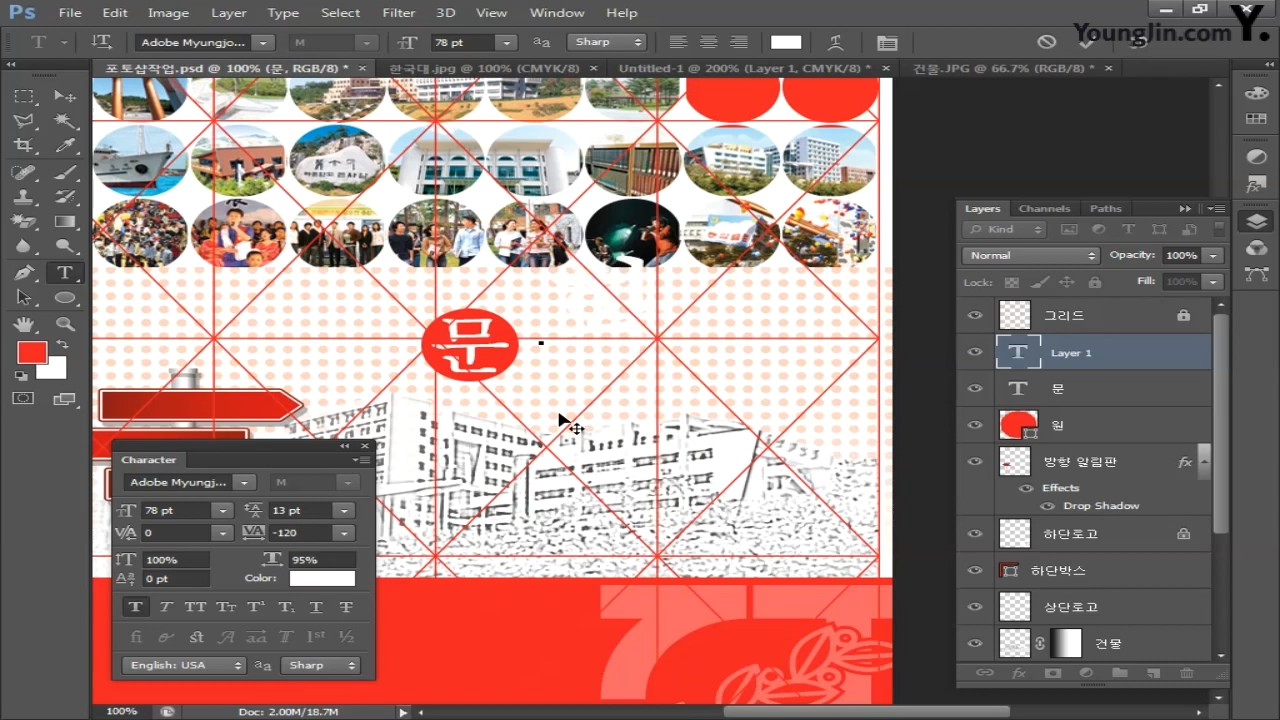 Ps File Edit Image Layer Type Select Filter 3D View Window Help
YoungJin.com Y.
T Adobe Myungjo... M 78 pt aa Sharp
포토샵작업.psd @ 100% (문, RGB/8) * × 한국대.jpg @ 100% (CMYK/8) × Untitled-1 @ 200% (Layer 1, CMYK/8) * × 건물.JPG @ 66.7% (RGB/8) * ×
Layers Channels Paths
Kind
Normal Opacity: 100%
Lock: Fill: 100%
그리드
Layer 1
문
원
방향 알림판 fx
Effects
Drop Shadow
하단로고
하단박스
상단로고
건물
문
Character
Adobe Myungj... M
78 pt 13 pt
0 -120
100% 95%
0 pt Color:
English: USA aa Sharp
100% Doc: 2.00M/18.7M